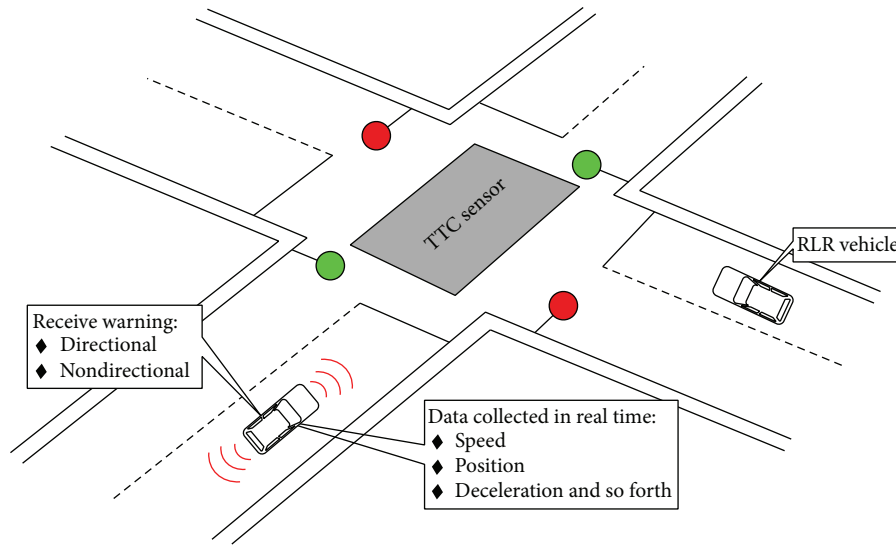 TTC sensor
RLR vehicle
Receive warning:
♦ Directional
♦ Nondirectional
Data collected in real time:
♦ Speed
♦ Position
♦ Deceleration and so forth